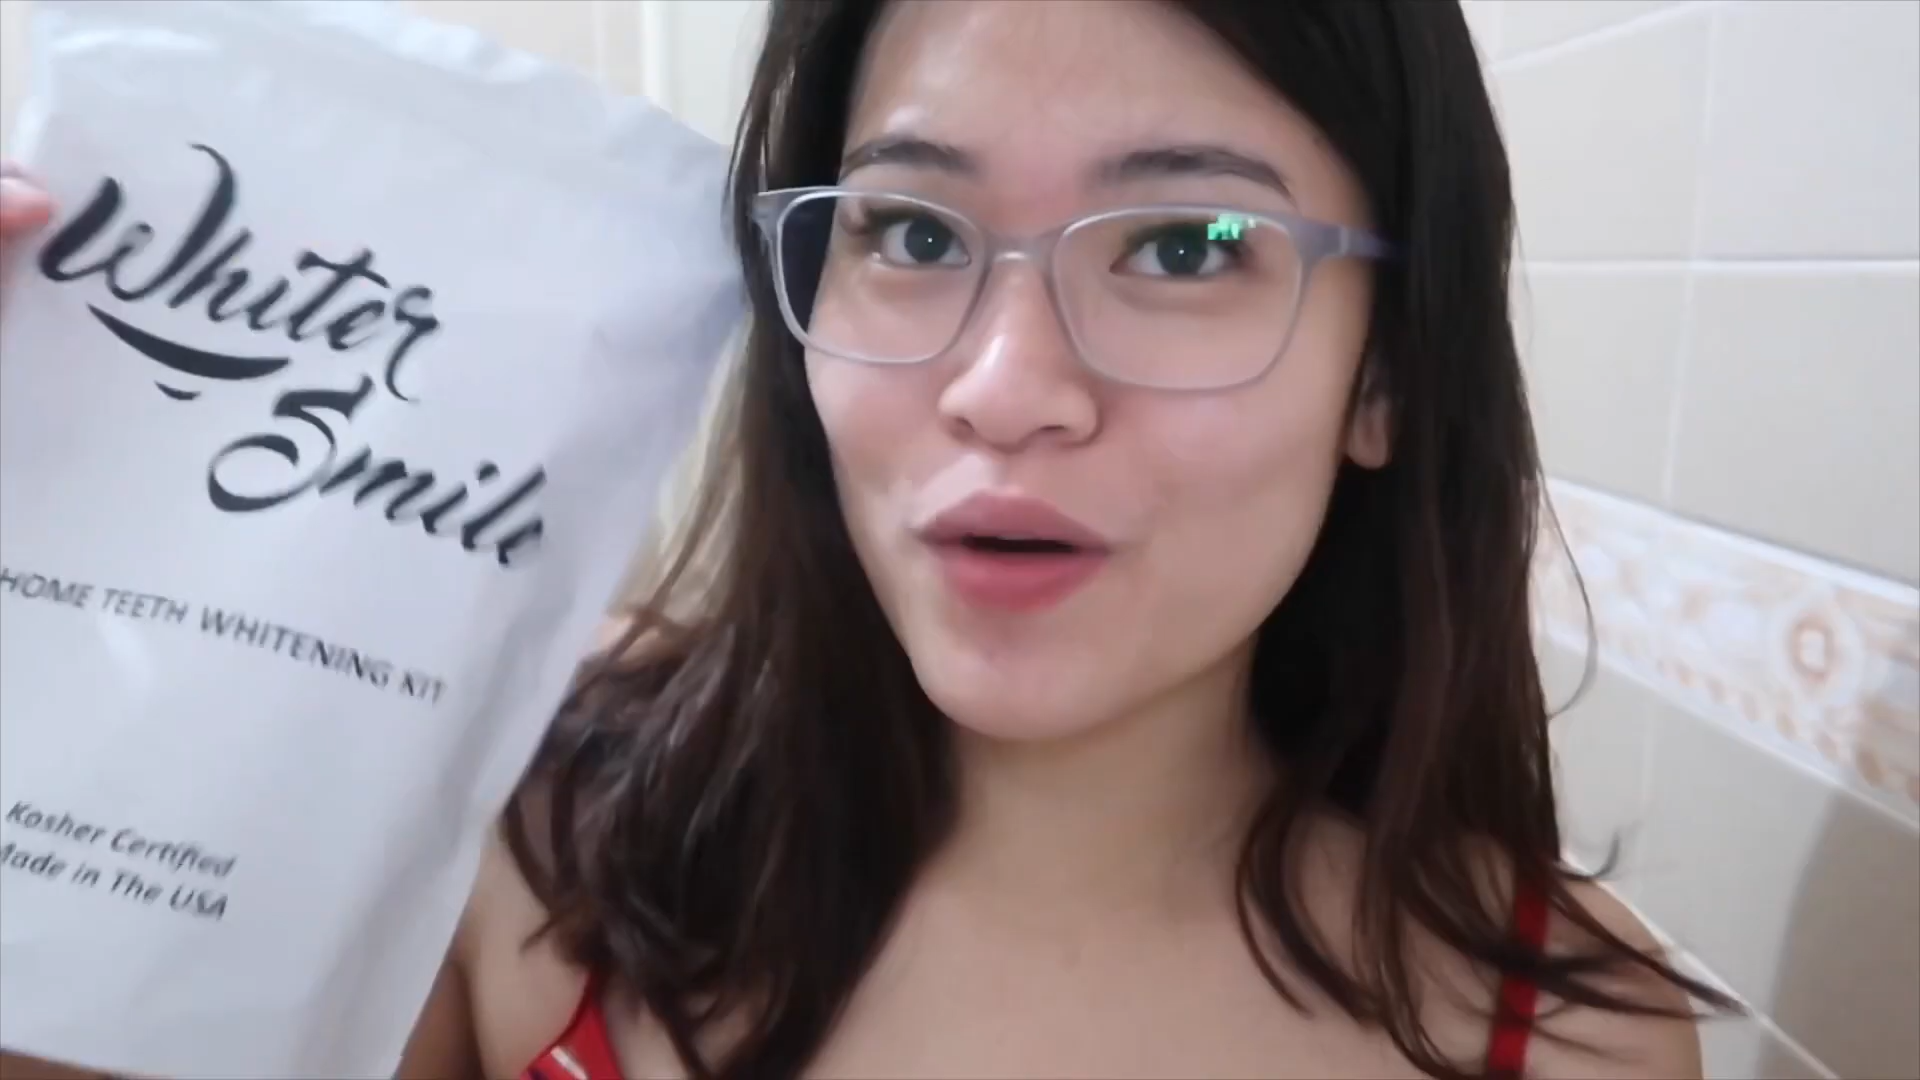 Whiter
Smile
HOME TEETH WHITENING KIT
Kosher Certified
Made in The USA